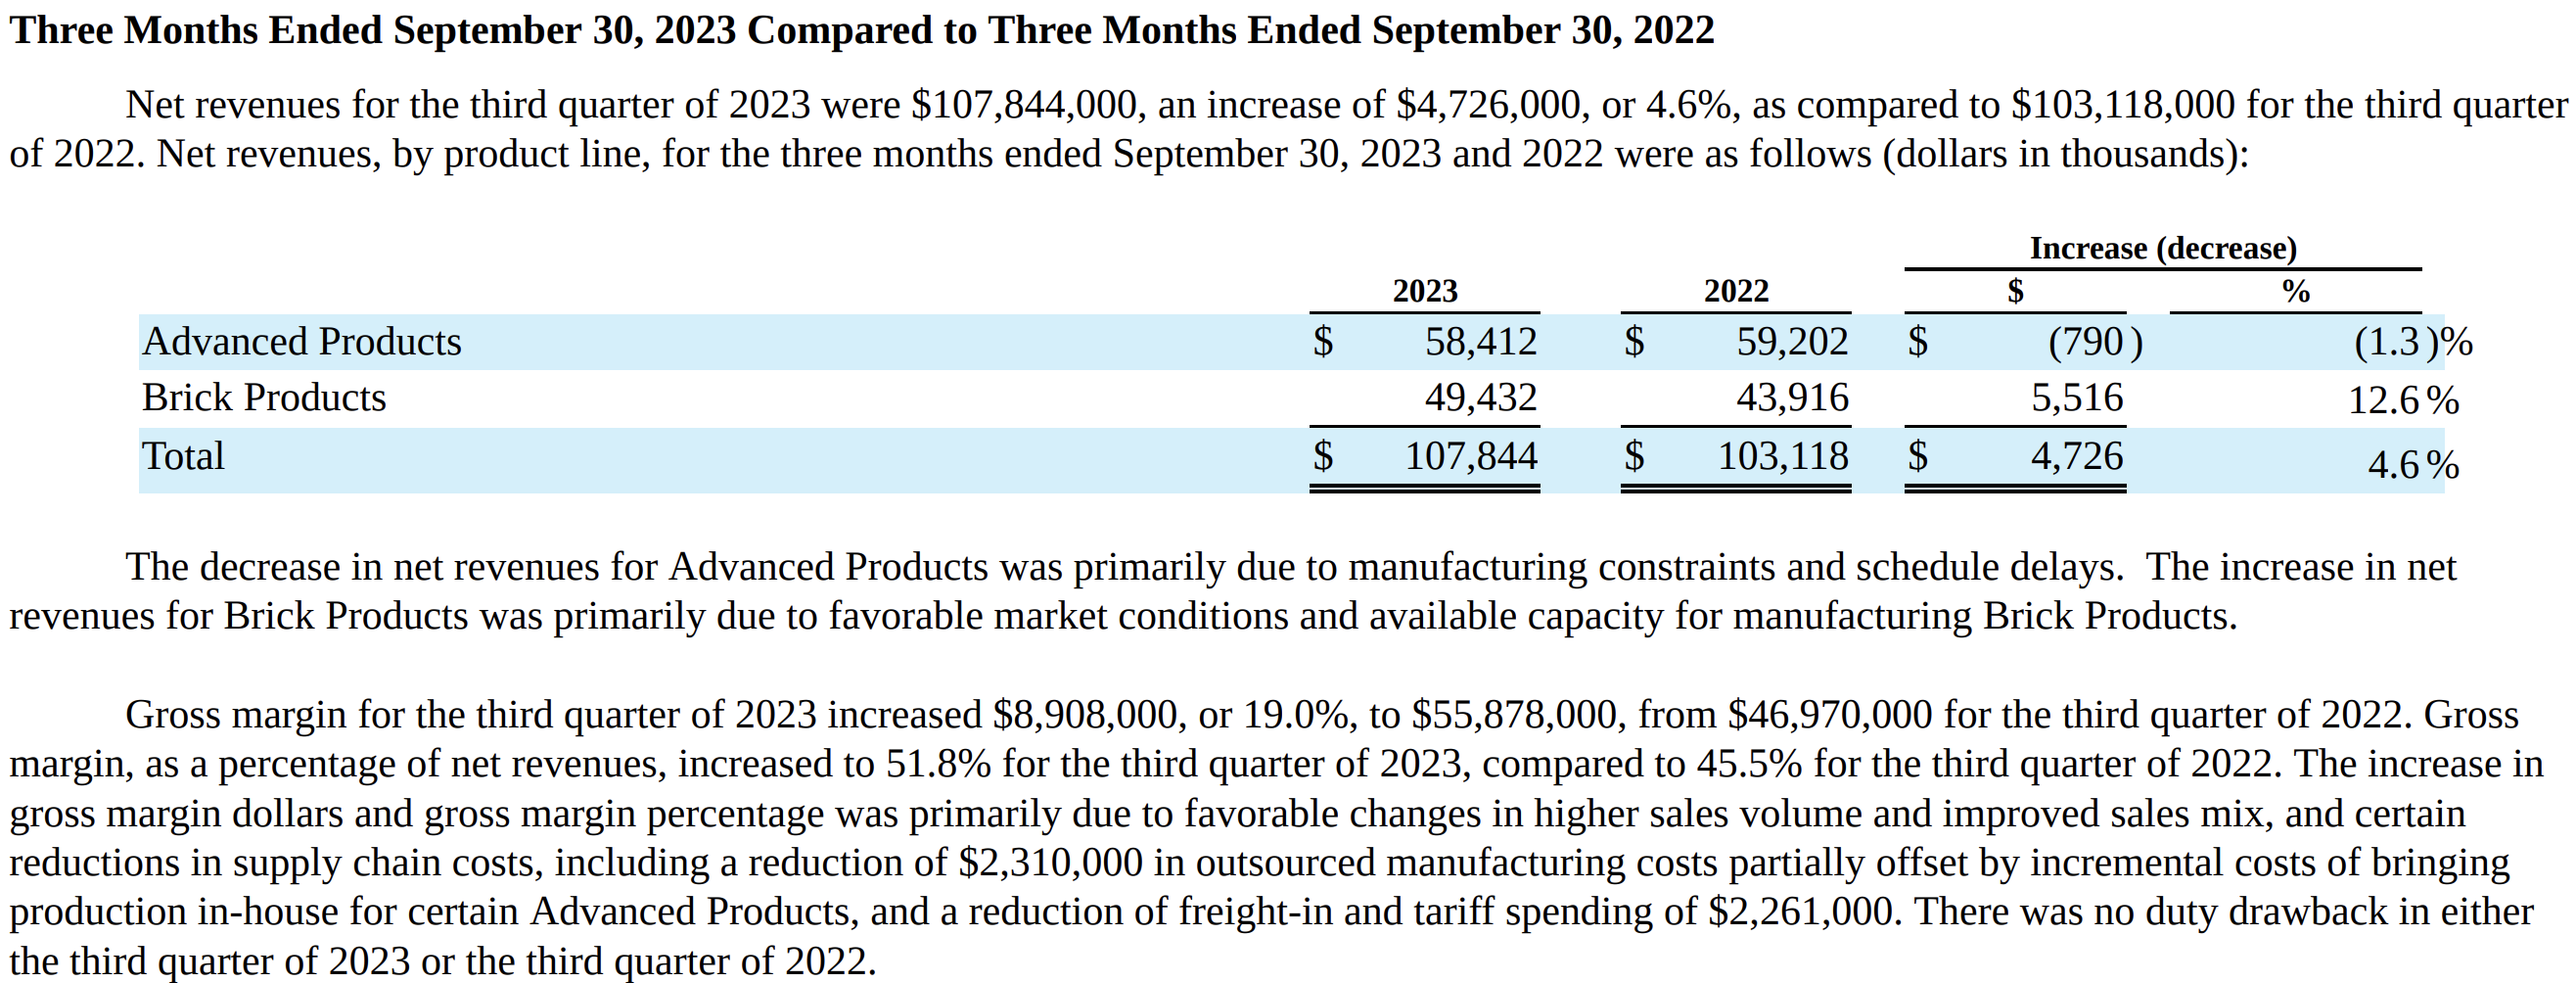 Three Months Ended September 30, 2023 Compared to Three Months Ended September 30, 2022
Net revenues for the third quarter of 2023 were $107,844,000, an increase of $4,726,000, or 4.6%, as compared to $103,118,000 for the third quarter
of 2022. Net revenues, by product line, for the three months ended September 30, 2023 and 2022 were as follows (dollars in thousands):
Increase (decrease)
2023 2022 $ %
Advanced Products $ 58,412 $ 59,202 $ (790 ) (1.3 )%
Brick Products 49,432 43,916 5,516 12.6 %
Total $ 107,844 $ 103,118 $ 4,726 4.6 %
The decrease in net revenues for Advanced Products was primarily due to manufacturing constraints and schedule delays.  The increase in net
revenues for Brick Products was primarily due to favorable market conditions and available capacity for manufacturing Brick Products.
Gross margin for the third quarter of 2023 increased $8,908,000, or 19.0%, to $55,878,000, from $46,970,000 for the third quarter of 2022. Gross
margin, as a percentage of net revenues, increased to 51.8% for the third quarter of 2023, compared to 45.5% for the third quarter of 2022. The increase in
gross margin dollars and gross margin percentage was primarily due to favorable changes in higher sales volume and improved sales mix, and certain
reductions in supply chain costs, including a reduction of $2,310,000 in outsourced manufacturing costs partially offset by incremental costs of bringing
production in-house for certain Advanced Products, and a reduction of freight-in and tariff spending of $2,261,000. There was no duty drawback in either
the third quarter of 2023 or the third quarter of 2022.